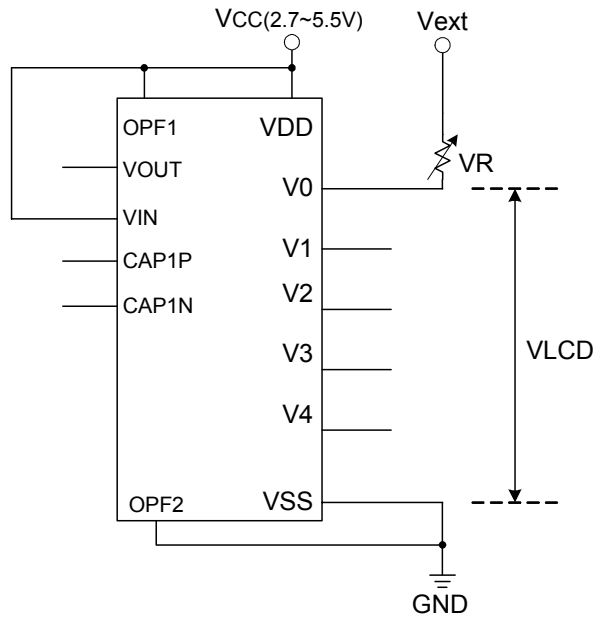 VCC(2.7~5.5V)
Vext
OPF1
VDD
VOUT
VR
V0
VIN
V1
CAP1P
V2
CAP1N
V3
VLCD
V4
OPF2
VSS
GND